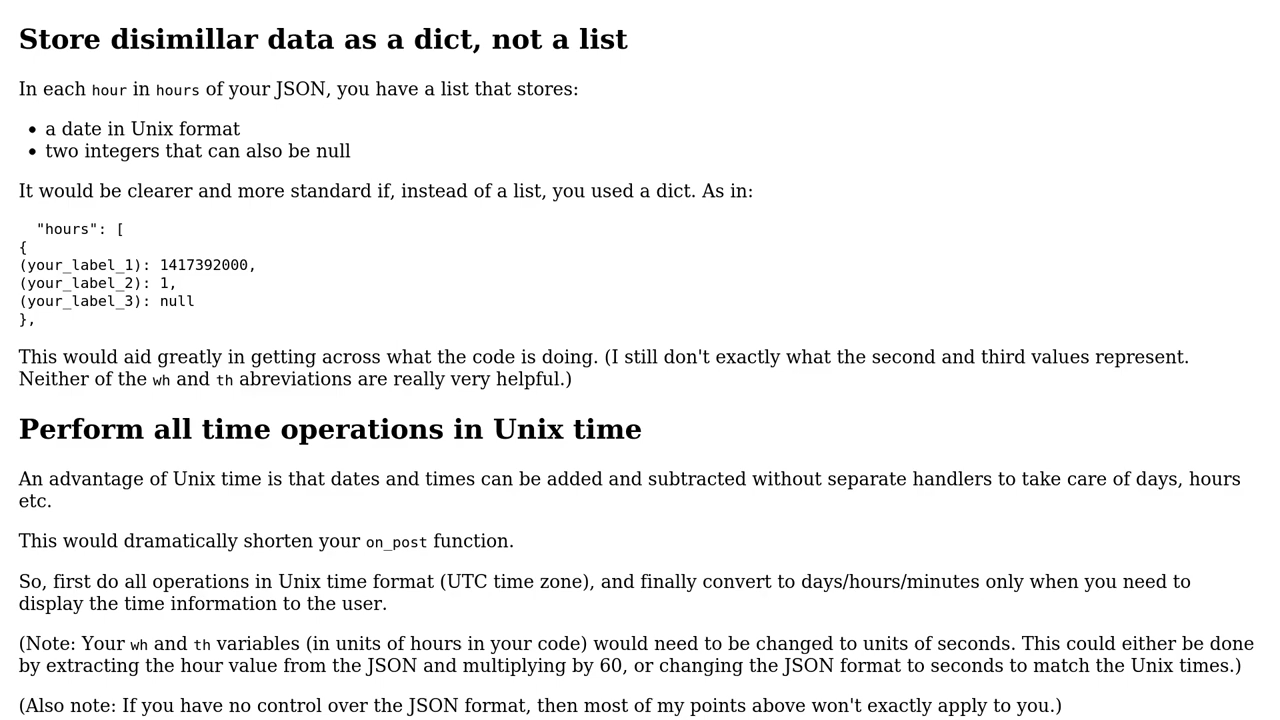 Store disimillar data as a dict, not a list
In each hour in hours of your JSON, you have a list that stores:
• a date in Unix format
• two integers that can also be null
It would be clearer and more standard if, instead of a list, you used a dict. As in:
"hours": [
{
(your_label_1): 1417392000,
(your_label_2): 1,
(your_label_3): null
},
This would aid greatly in getting across what the code is doing. (I still don't exactly what the second and third values represent.
Neither of the wh and th abreviations are really very helpful.)
Perform all time operations in Unix time
An advantage of Unix time is that dates and times can be added and subtracted without separate handlers to take care of days, hours
etc.
This would dramatically shorten your on_post function.
So, first do all operations in Unix time format (UTC time zone), and finally convert to days/hours/minutes only when you need to
display the time information to the user.
(Note: Your wh and th variables (in units of hours in your code) would need to be changed to units of seconds. This could either be done
by extracting the hour value from the JSON and multiplying by 60, or changing the JSON format to seconds to match the Unix times.)
(Also note: If you have no control over the JSON format, then most of my points above won't exactly apply to you.)